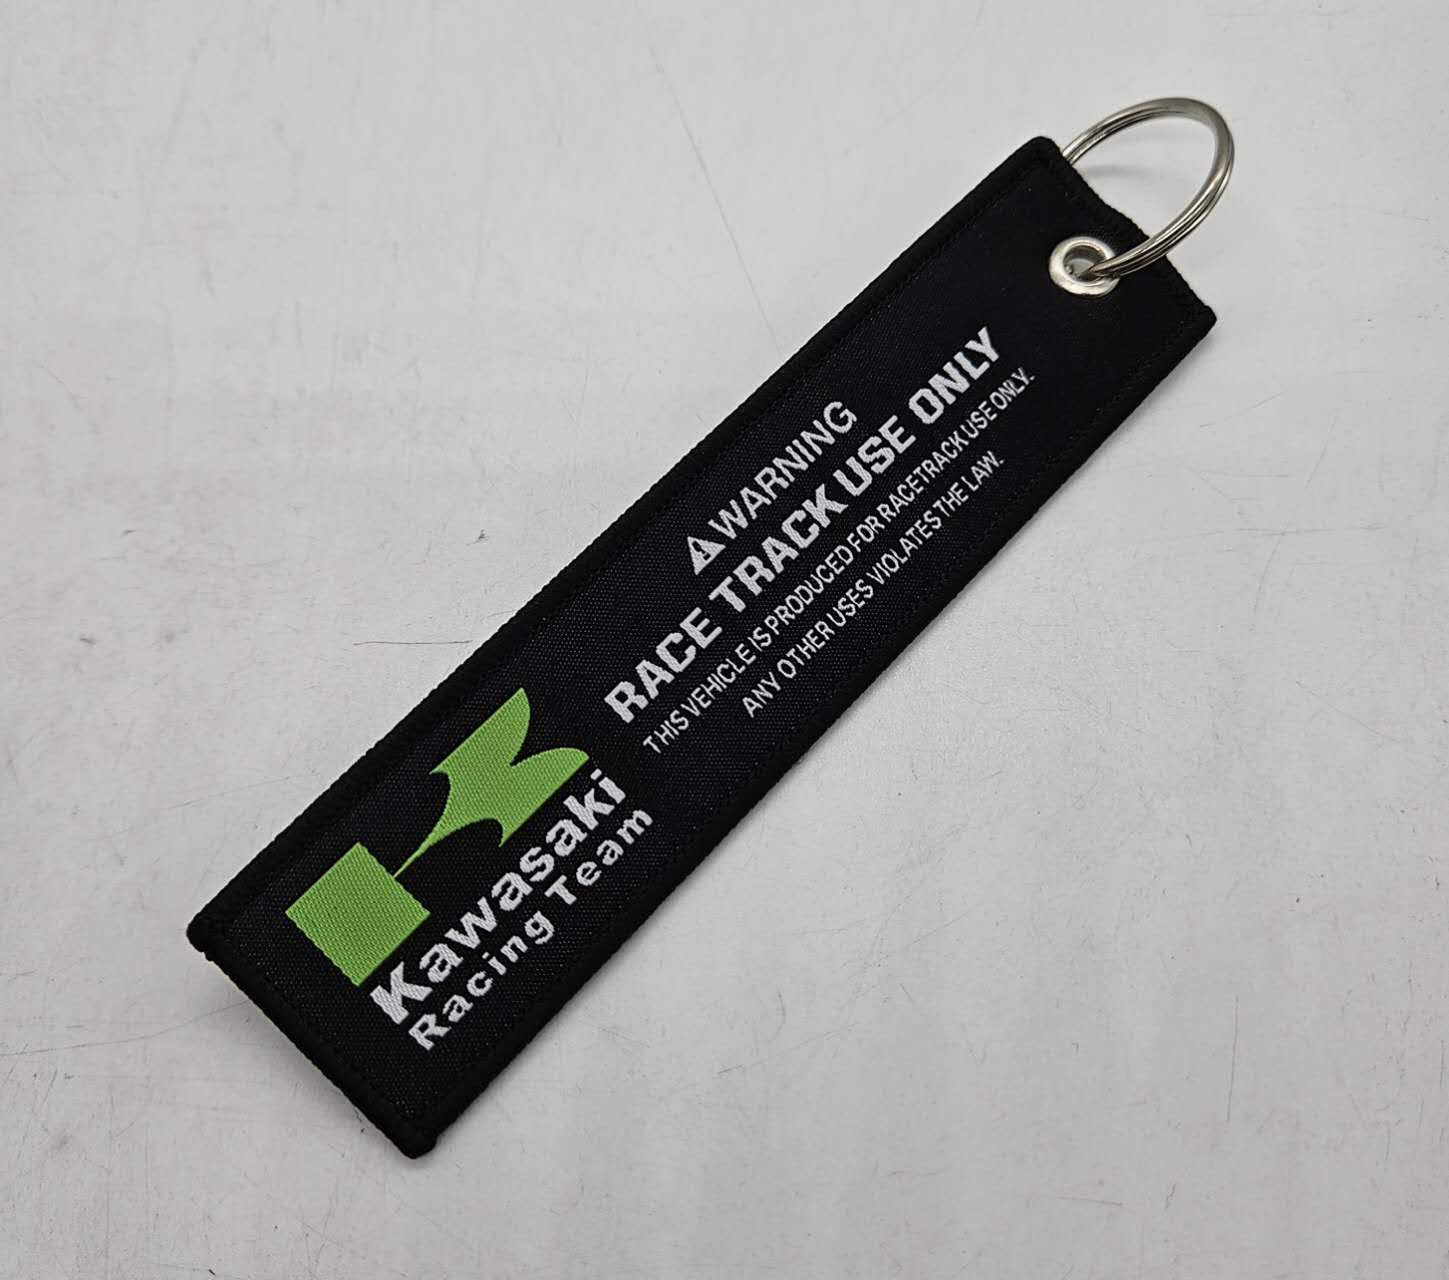 ⚠WARNING
RACE TRACK USE ONLY
THIS VEHICLE IS PRODUCED FOR RACETRACK USE ONLY.
ANY OTHER USES VIOLATES THE LAW.
Kawasaki
Racing Team